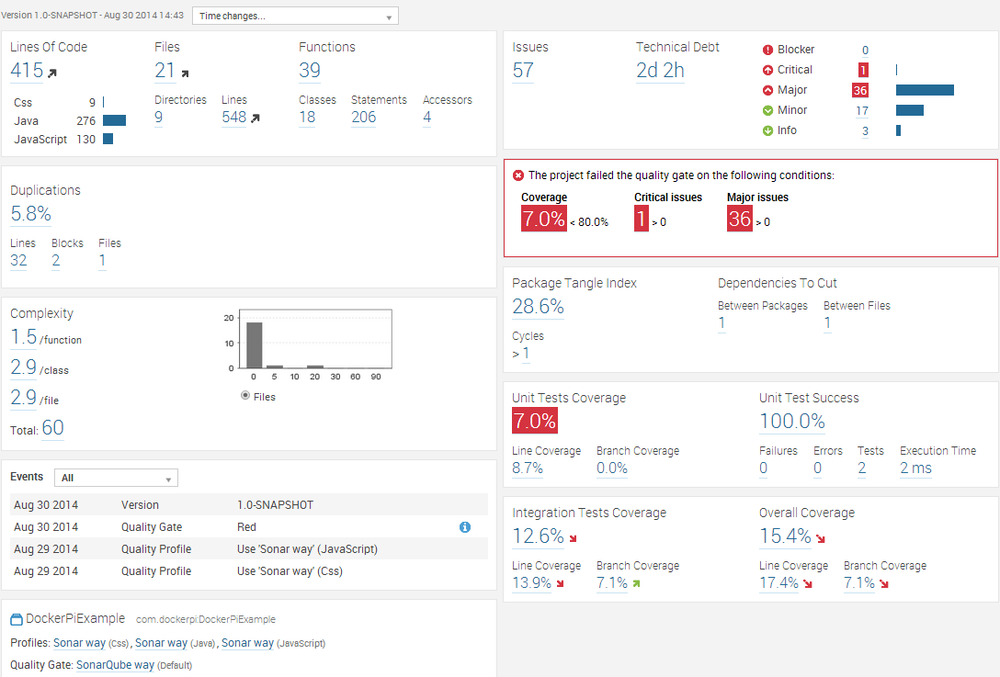 Version 1.0-SNAPSHOT - Aug 30 2014 14:43 Time changes...
Lines Of Code Files Functions
415 21 39
Css 9
Java 276
JavaScript 130
Directories Lines
9 548
Classes Statements Accessors
18 206 4
Issues Technical Debt
57 2d 2h
Blocker 0
Critical 1
Major 36
Minor 17
Info 3
Duplications
5.8%
Lines Blocks Files
32 2 1
The project failed the quality gate on the following conditions:
Coverage Critical issues Major issues
7.0% < 80.0% 1 > 0 36 > 0
Complexity
1.5 /function
2.9 /class
2.9 /file
Total: 60
20
10
0
0 5 10 20 30 60 90
Files
Package Tangle Index
28.6%
Cycles
> 1
Dependencies To Cut
Between Packages Between Files
1 1
Unit Tests Coverage
7.0%
Line Coverage Branch Coverage
8.7% 0.0%
Unit Test Success
100.0%
Failures Errors Tests Execution Time
0 0 2 2 ms
Events All
Aug 30 2014 Version 1.0-SNAPSHOT
Aug 30 2014 Quality Gate Red
Aug 29 2014 Quality Profile Use 'Sonar way' (JavaScript)
Aug 29 2014 Quality Profile Use 'Sonar way' (Css)
Integration Tests Coverage
12.6%
Line Coverage Branch Coverage
13.9% 7.1%
Overall Coverage
15.4%
Line Coverage Branch Coverage
17.4% 7.1%
DockerPiExample com.dockerpi:DockerPiExample
Profiles: Sonar way (Css), Sonar way (Java), Sonar way (JavaScript)
Quality Gate: SonarQube way (Default)